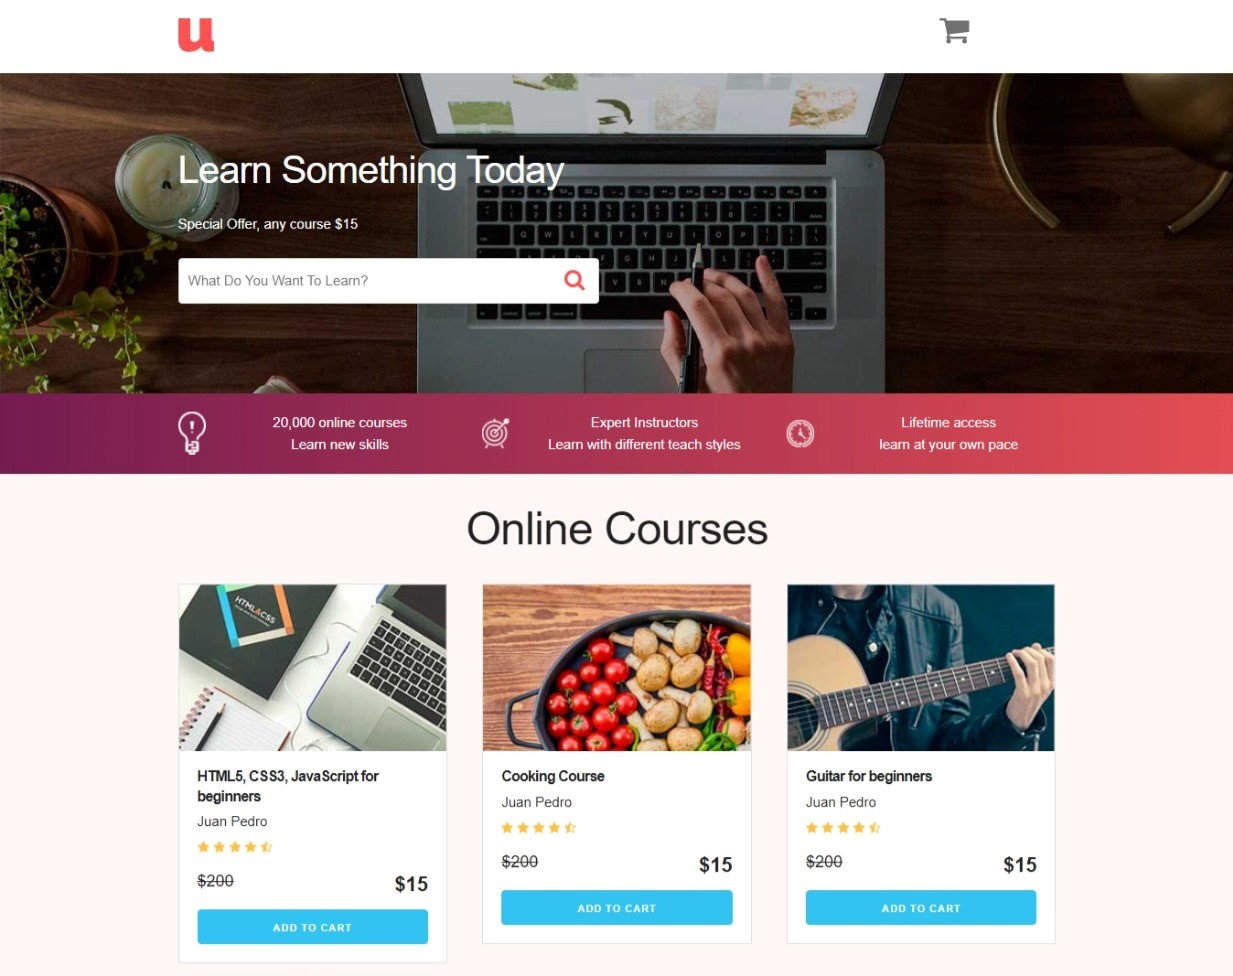 u
Learn Something Today
Special Offer, any course $15
What Do You Want To Learn?
20,000 online courses
Learn new skills
Expert Instructors
Learn with different teach styles
Lifetime access
learn at your own pace
Online Courses
HTML&CSS
HTML5, CSS3, JavaScript for
beginners
Juan Pedro
$200
$15
ADD TO CART
Cooking Course
Juan Pedro
$200
$15
ADD TO CART
Guitar for beginners
Juan Pedro
$200
$15
ADD TO CART